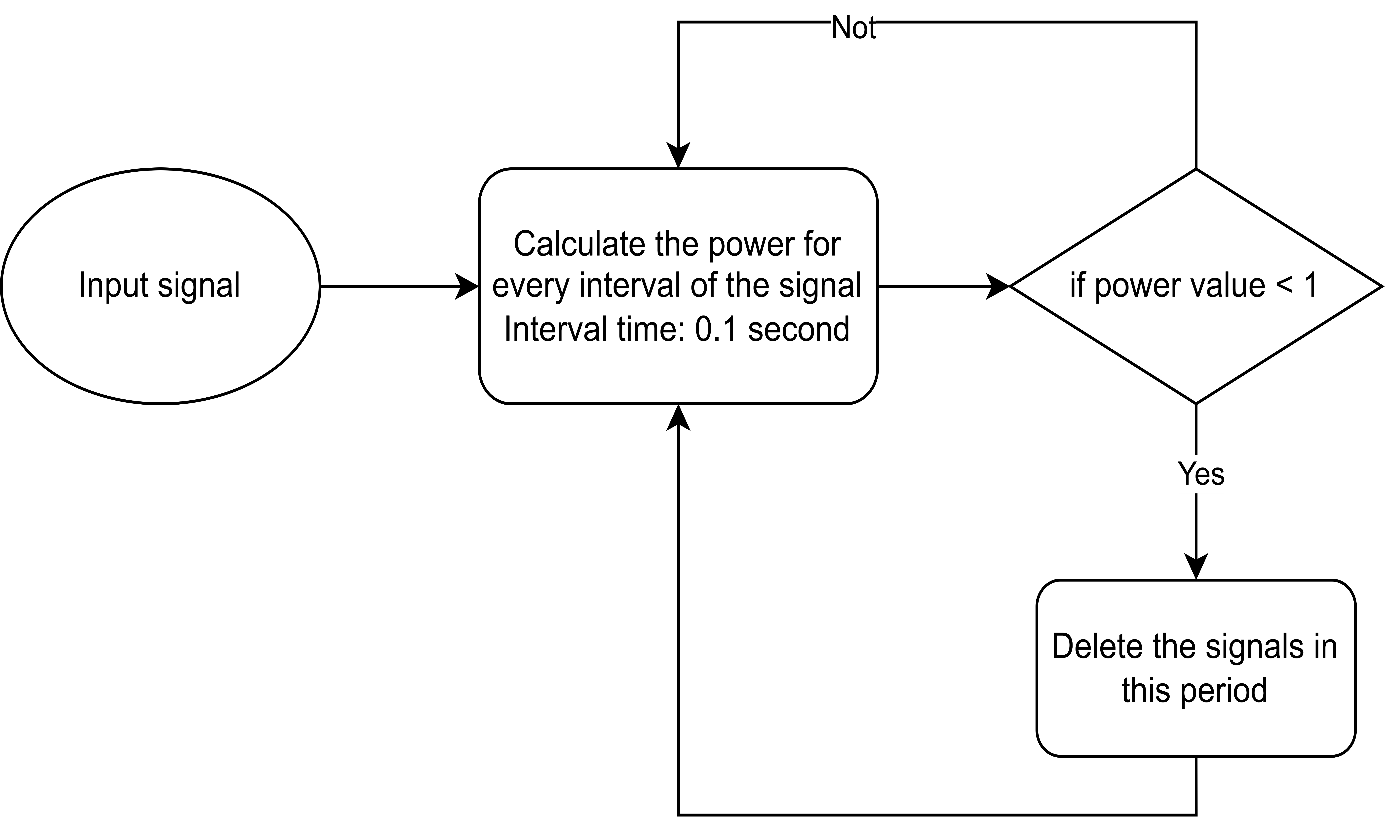 Not
Input signal
Calculate the power for
every interval of the signal
Interval time: 0.1 second
if power value < 1
Yes
Delete the signals in
this period